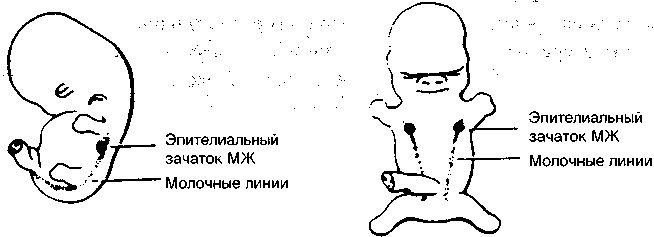 Эпителиальный
зачаток МЖ
Молочные линии
Эпителиальный
зачаток МЖ
Молочные линии